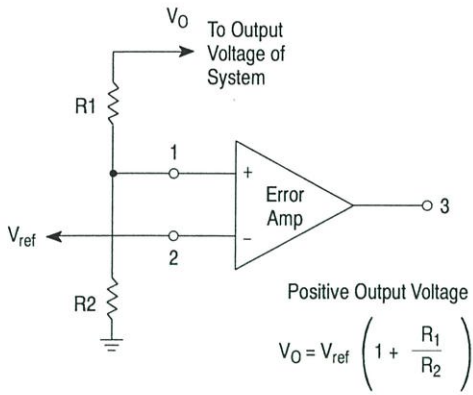 VO
To Output
Voltage of
System
R1
1
+
Error
Amp
3
Vref
−
2
R2
Positive Output Voltage
VO = Vref ( 1 + R1 / R2 )